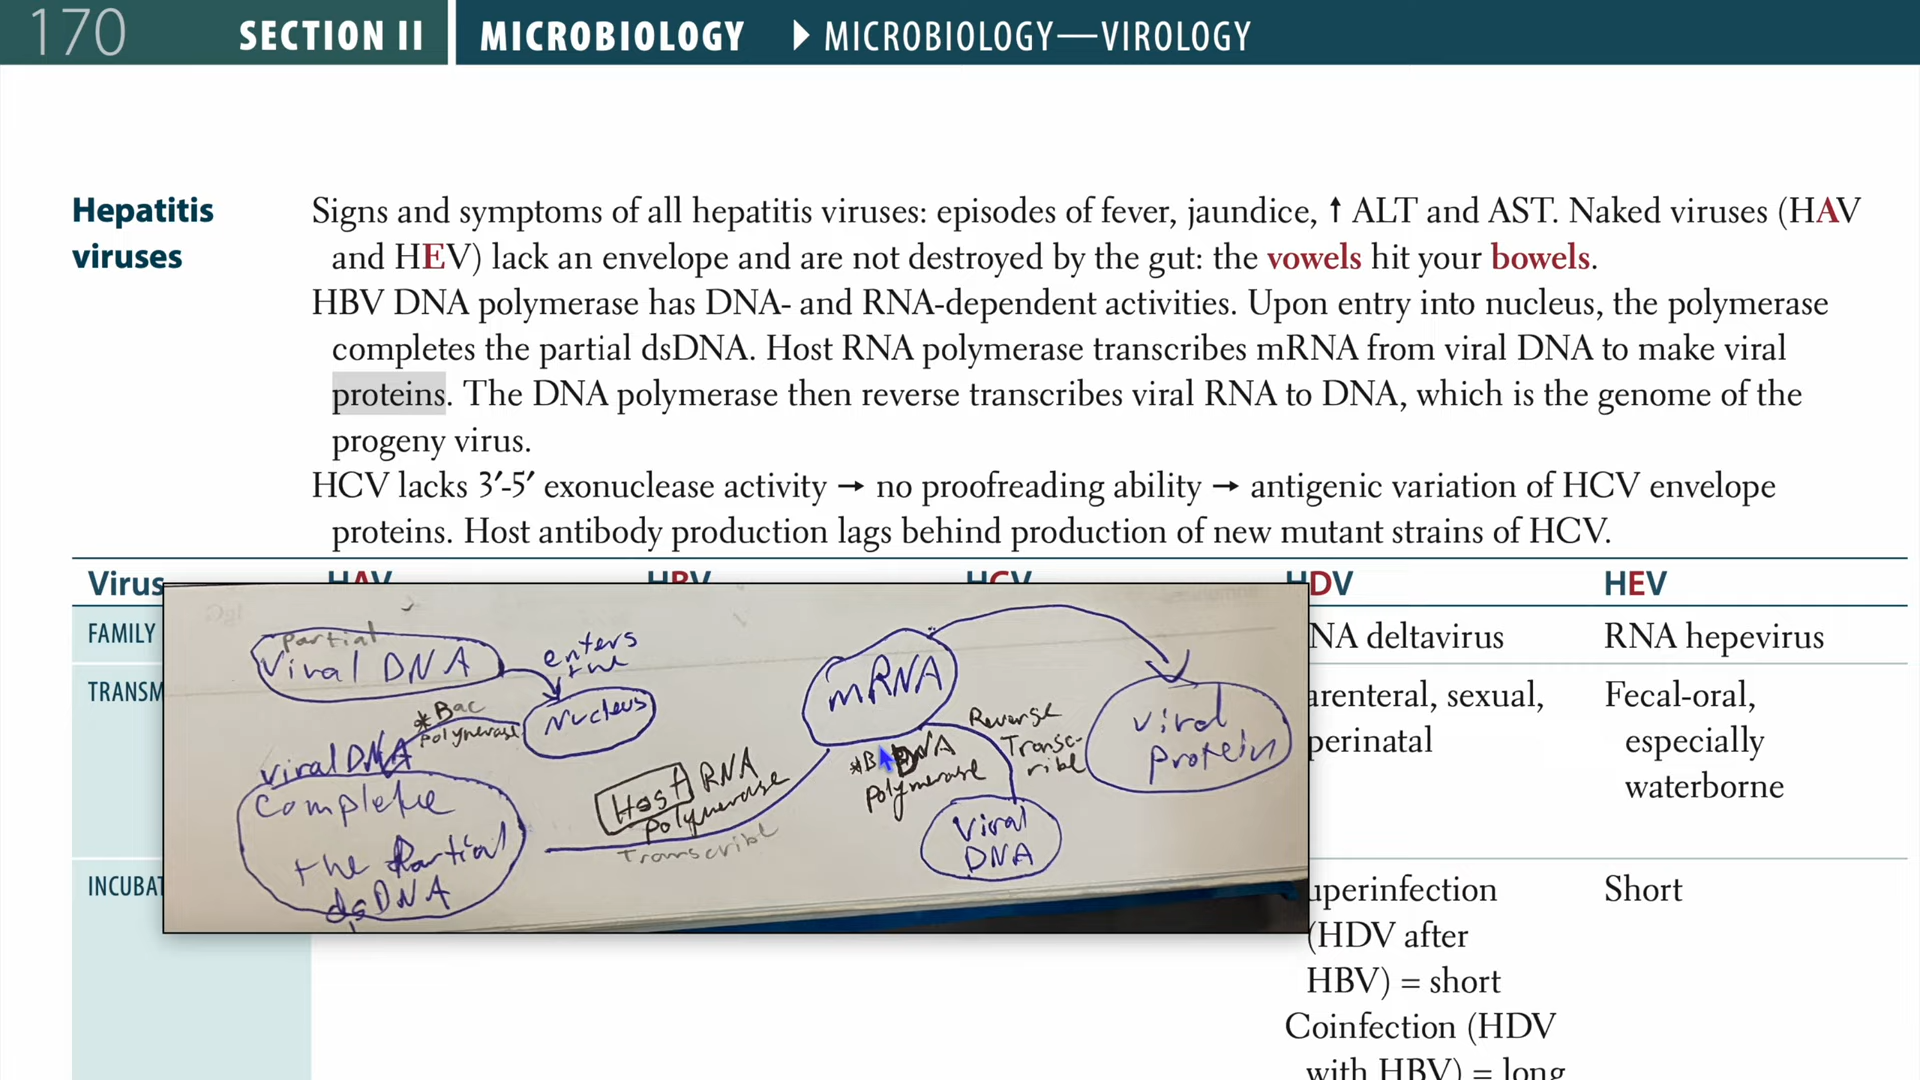 170 SECTION II MICROBIOLOGY ▶ MICROBIOLOGY—VIROLOGY
Hepatitis
viruses
Signs and symptoms of all hepatitis viruses: episodes of fever, jaundice, ↑ ALT and AST. Naked viruses (HAV
and HEV) lack an envelope and are not destroyed by the gut: the vowels hit your bowels.
HBV DNA polymerase has DNA- and RNA-dependent activities. Upon entry into nucleus, the polymerase
completes the partial dsDNA. Host RNA polymerase transcribes mRNA from viral DNA to make viral
proteins. The DNA polymerase then reverse transcribes viral RNA to DNA, which is the genome of the
progeny virus.
HCV lacks 3′-5′ exonuclease activity → no proofreading ability → antigenic variation of HCV envelope
proteins. Host antibody production lags behind production of new mutant strains of HCV.
Virus HAV HBV HCV HDV HEV
FAMILY NA deltavirus RNA hepevirus
TRANSM arenteral, sexual, Fecal-oral,
perinatal especially
waterborne
INCUBAT uperinfection Short
(HDV after
HBV) = short
Coinfection (HDV
with HBV) = long
Partial
Viral DNA
enters
the
Nucleus
*Bac
polymerase
viral DNA
Complete
the Partial
dsDNA
Host RNA
polymerase
Transcribe
mRNA
DNA
polymerase
Reverse
Transc-
ribe
Viral
DNA
viral
protein